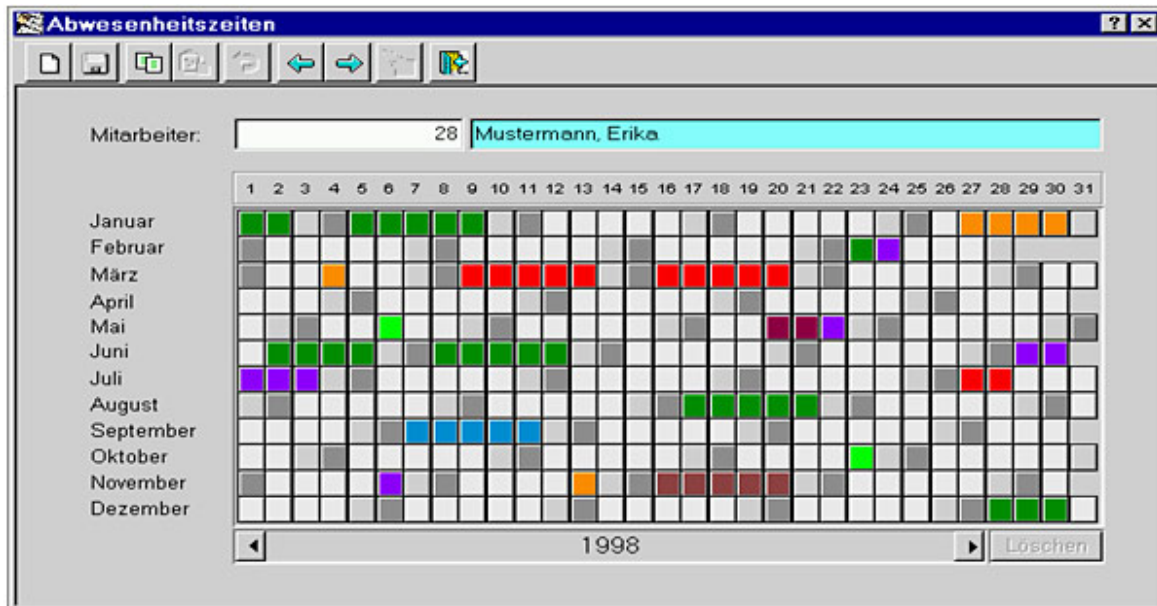 Abwesenheitszeiten
Mitarbeiter: 28 Mustermann, Erika
1 2 3 4 5 6 7 8 9 10 11 12 13 14 15 16 17 18 19 20 21 22 23 24 25 26 27 28 29 30 31
Januar
Februar
März
April
Mai
Juni
Juli
August
September
Oktober
November
Dezember
1998 Löschen